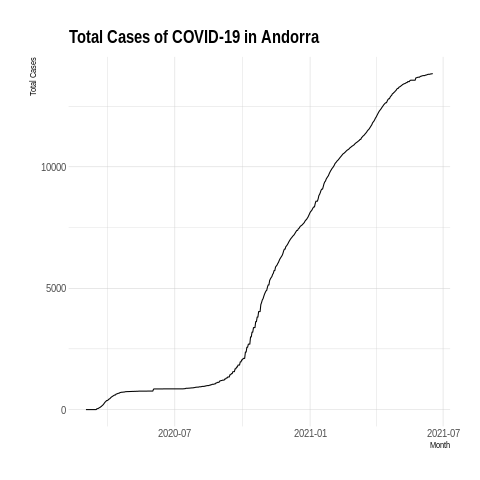 Total Cases of COVID-19 in Andorra
Total Cases
10000
5000
0
2020-07
2021-01
2021-07
Month